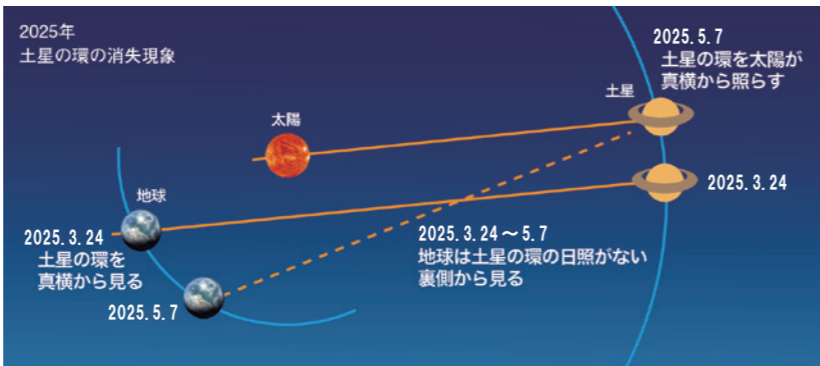 2025年
土星の環の消失現象
2025.5.7
土星の環を太陽が
真横から照らす
土星
太陽
2025.3.24
地球
2025.3.24
土星の環を
真横から見る
2025.3.24～5.7
地球は土星の環の日照がない
裏側から見る
2025.5.7